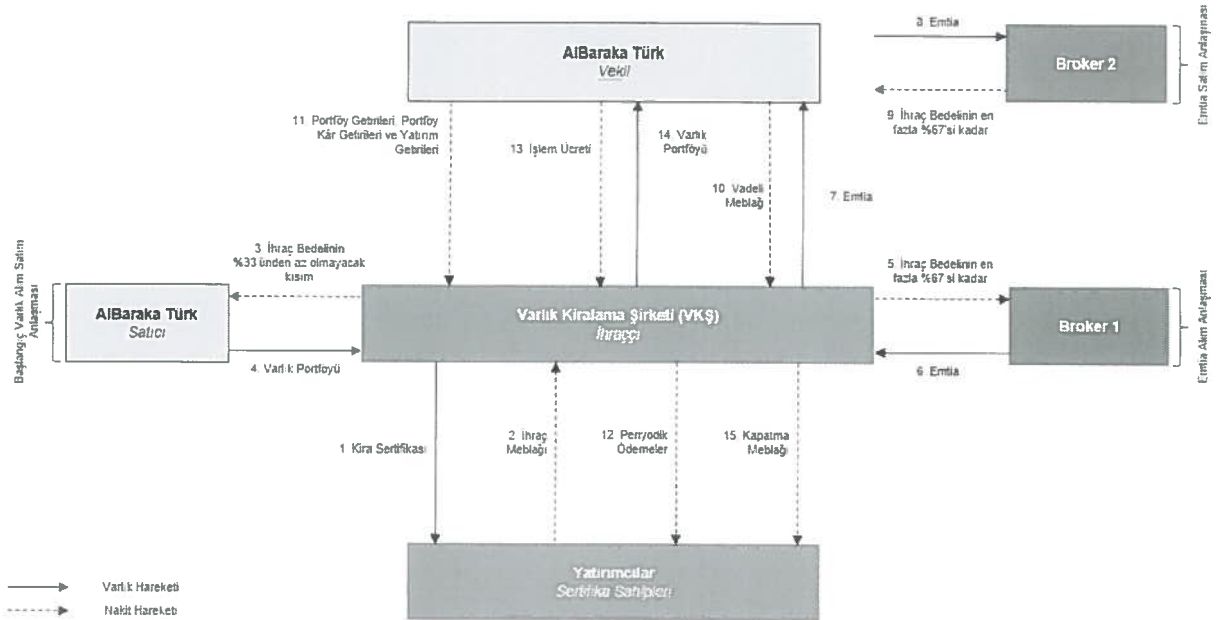 AlBaraka Türk
Vekil
8. Emtia
Broker 2
Emtia Satım Anlaşması
9 İhraç Bedelinin en
fazla %67'si kadar
11 Portföy Getirileri, Portföy
Kâr Getirileri ve Yatırım
Getirileri
13. İşlem Ücreti
14. Varlık
Portföyü
10. Vadeli
Meblağ
7. Emtia
3 İhraç Bedelinin
%33'ünden az olmayacak
kısım
5 İhraç Bedelinin en
fazla %67'si kadar
Başlangıç Varlık Alım Satım
Anlaşması
AlBaraka Türk
Satıcı
Varlık Kiralama Şirketi (VKŞ)
İhraççı
Broker 1
Emtia Alım Anlaşması
4. Varlık Portföyü
6. Emtia
1 Kira Sertifikası
2 İhraç
Meblağı
12. Perryodik
Ödemeler
15. Kapatma
Meblağı
Yatırımcılar
Sertifika Sahipleri
Varlık Hareketi
Nakit Hareketi